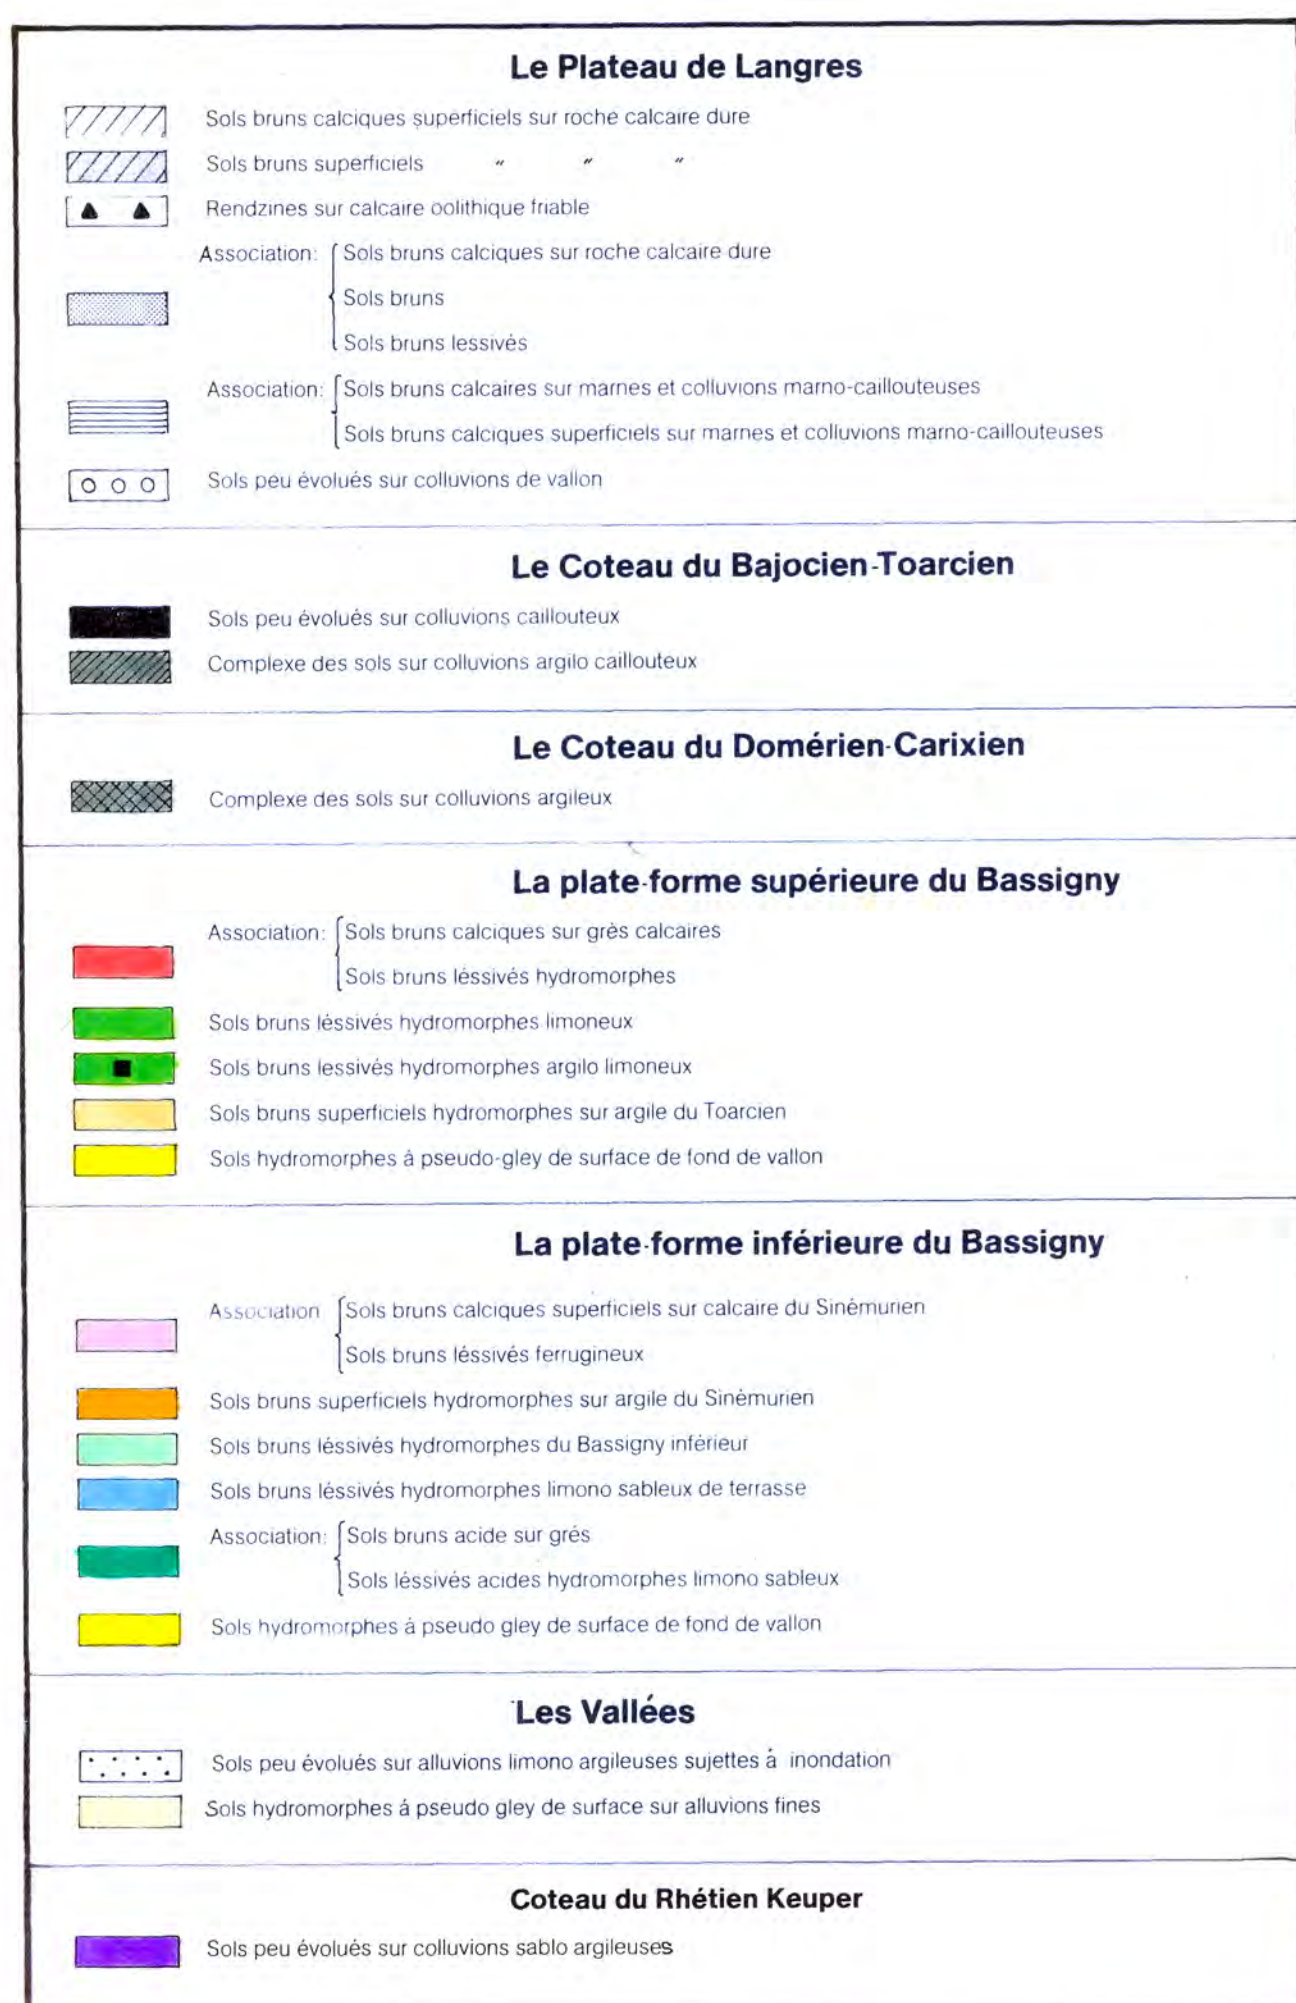 Le Plateau de Langres
Sols bruns calciques superficiels sur roche calcaire dure
Sols bruns superficiels " " "
Rendzines sur calcaire oolithique friable
Association: Sols bruns calciques sur roche calcaire dure
Sols bruns
Sols bruns lessivés
Association: Sols bruns calcaires sur marnes et colluvions marno-caillouteuses
Sols bruns calciques superficiels sur marnes et colluvions marno-caillouteuses
Sols peu évolués sur colluvions de vallon
Le Coteau du Bajocien-Toarcien
Sols peu évolués sur colluvions caillouteux
Complexe des sols sur colluvions argilo caillouteux
Le Coteau du Domérien-Carixien
Complexe des sols sur colluvions argileux
La plate-forme supérieure du Bassigny
Association: Sols bruns calciques sur grès calcaires
Sols bruns léssivés hydromorphes
Sols bruns léssivés hydromorphes limoneux
Sols bruns lessivés hydromorphes argilo limoneux
Sols bruns superficiels hydromorphes sur argile du Toarcien
Sols hydromorphes á pseudo-gley de surface de fond de vallon
La plate-forme inférieure du Bassigny
Association Sols bruns calciques superficiels sur calcaire du Sinémurien
Sols bruns léssivés ferrugineux
Sols bruns superficiels hydromorphes sur argile du Sinémurien
Sols bruns léssivés hydromorphes du Bassigny inférieur
Sols bruns léssivés hydromorphes limono sableux de terrasse
Association: Sols bruns acide sur grés
Sols léssivés acides hydromorphes limono sableux
Sols hydromorphes á pseudo gley de surface de fond de vallon
Les Vallées
Sols peu évolués sur alluvions limono argileuses sujettes à inondation
Sols hydromorphes á pseudo gley de surface sur alluvions fines
Coteau du Rhétien Keuper
Sols peu évolués sur colluvions sablo argileuses